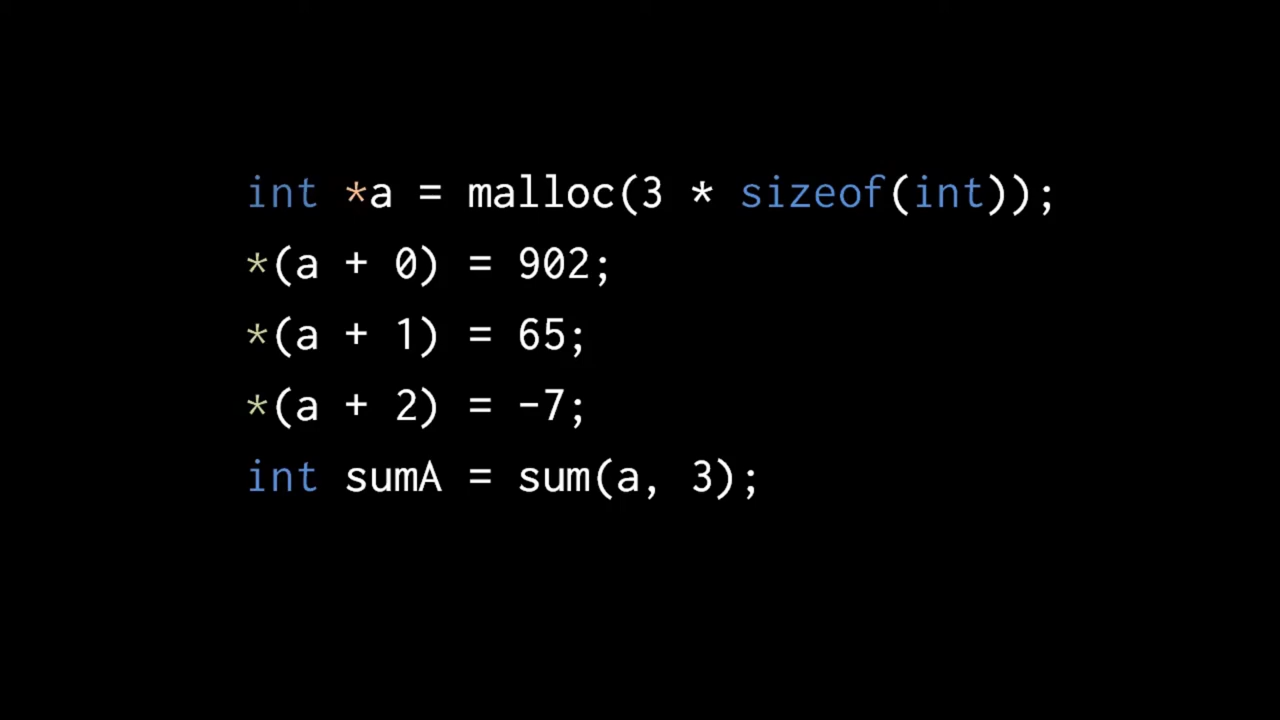 int *a = malloc(3 * sizeof(int));
*(a + 0) = 902;
*(a + 1) = 65;
*(a + 2) = -7;
int sumA = sum(a, 3);